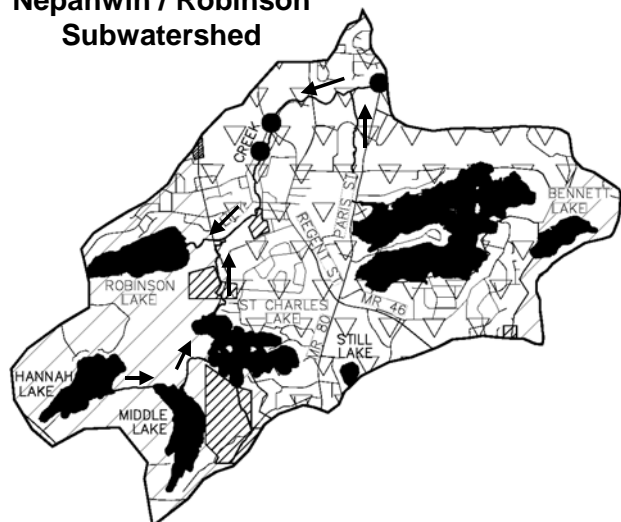 Nepahwin / Robinson
Subwatershed
CREEK
PARIS ST
BENNETT
LAKE
REGENT ST
ROBINSON
LAKE
ST CHARLES
LAKE
MR 46
MR 80
STILL
LAKE
HANNAH
LAKE
MIDDLE
LAKE